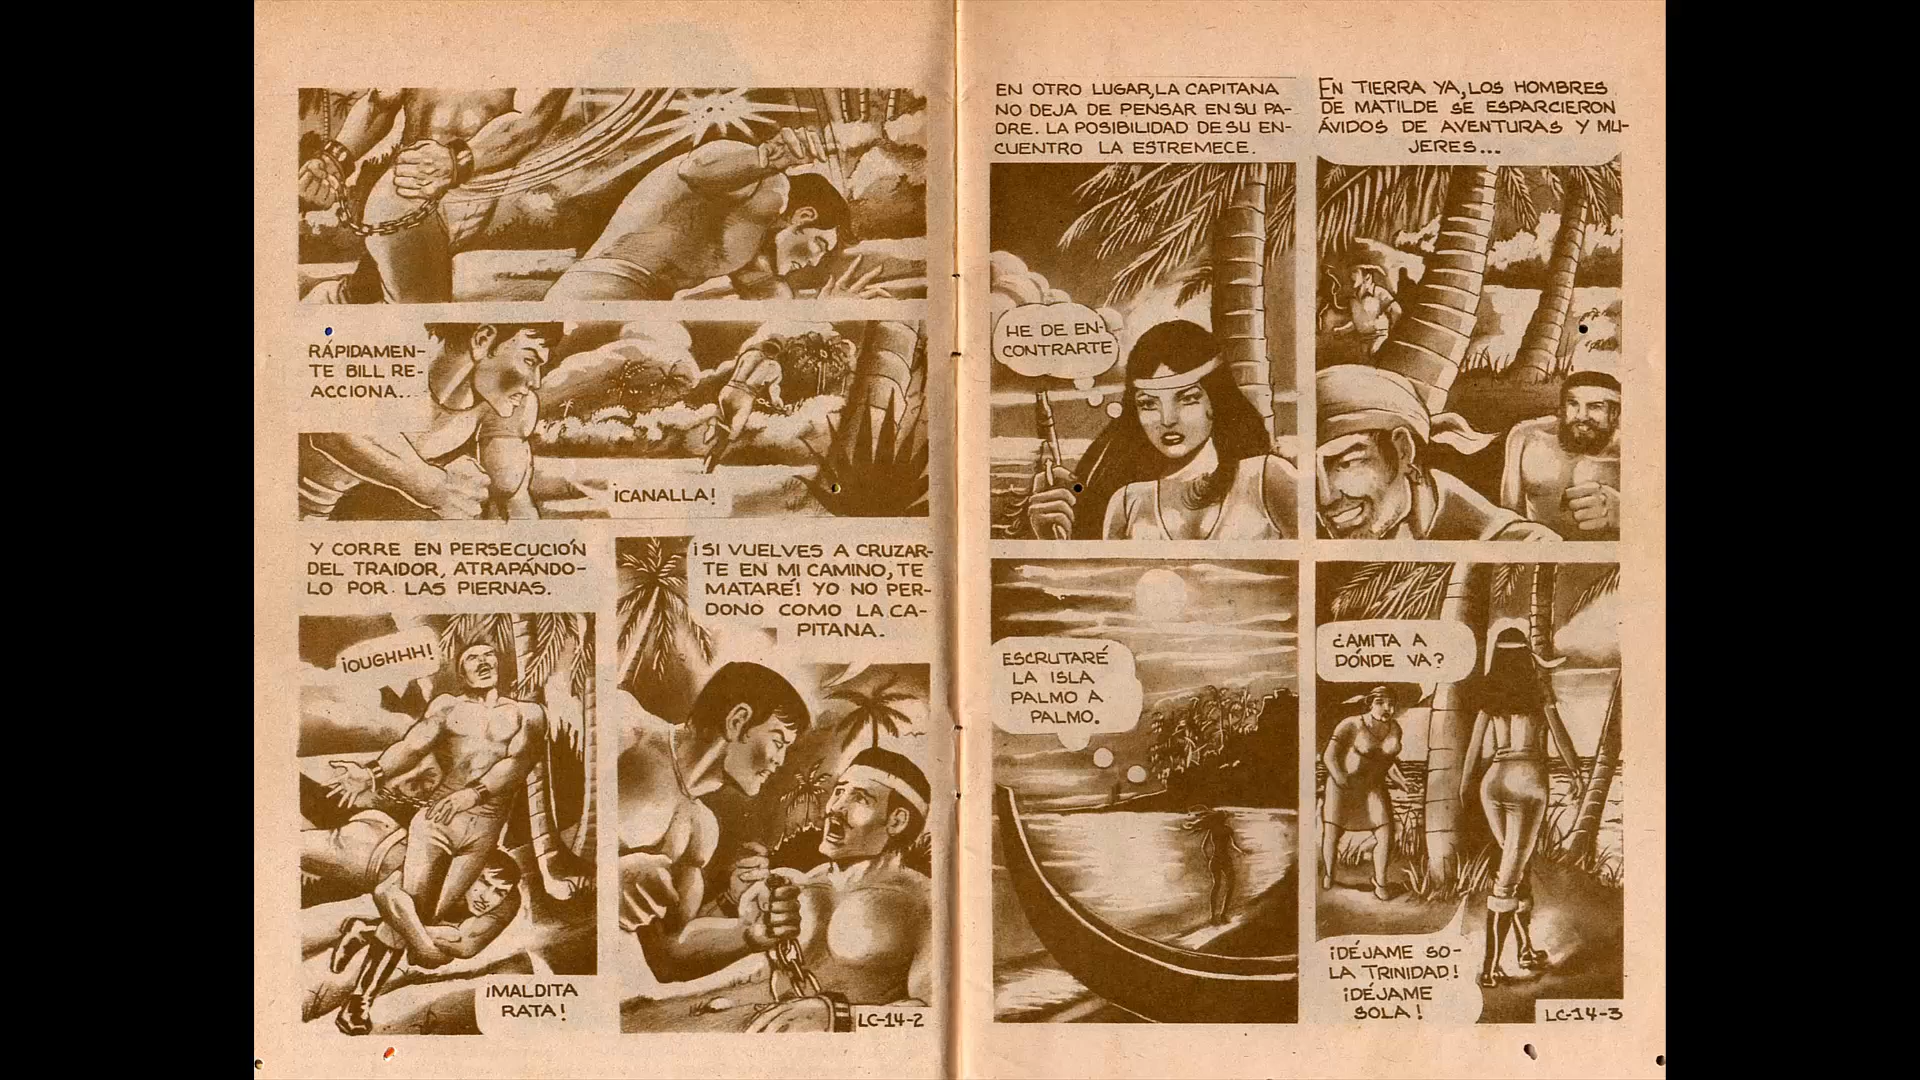 RÁPIDAMEN-
TE BILL RE-
ACCIONA...
¡CANALLA!
Y CORRE EN PERSECUCIÓN
DEL TRAIDOR, ATRAPÁNDO-
LO POR LAS PIERNAS.
¡OUGHHH!
¡MALDITA
RATA!
¡SI VUELVES A CRUZAR-
TE EN MI CAMINO, TE
MATARÉ! YO NO PER-
DONO COMO LA CA-
PITANA.
LC-14-2
EN OTRO LUGAR, LA CAPITANA
NO DEJA DE PENSAR EN SU PA-
DRE. LA POSIBILIDAD DE SU EN-
CUENTRO LA ESTREMECE.
HE DE EN-
CONTRARTE
EN TIERRA YA, LOS HOMBRES
DE MATILDE SE ESPARCIERON
ÁVIDOS DE AVENTURAS Y MU-
JERES...
ESCRUTARÉ
LA ISLA
PALMO A
PALMO.
¿AMITA A
DÓNDE VA?
¡DÉJAME SO-
LA TRINIDAD!
¡DÉJAME
SOLA!
LC-14-3